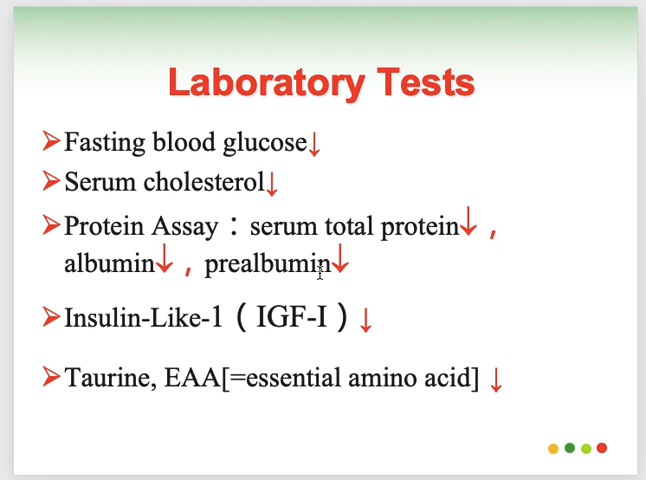 Laboratory Tests
➢Fasting blood glucose↓
➢Serum cholesterol↓
➢Protein Assay：serum total protein↓，
albumin↓，prealbumin↓
➢Insulin-Like-1（IGF-I）↓
➢Taurine, EAA[=essential amino acid] ↓